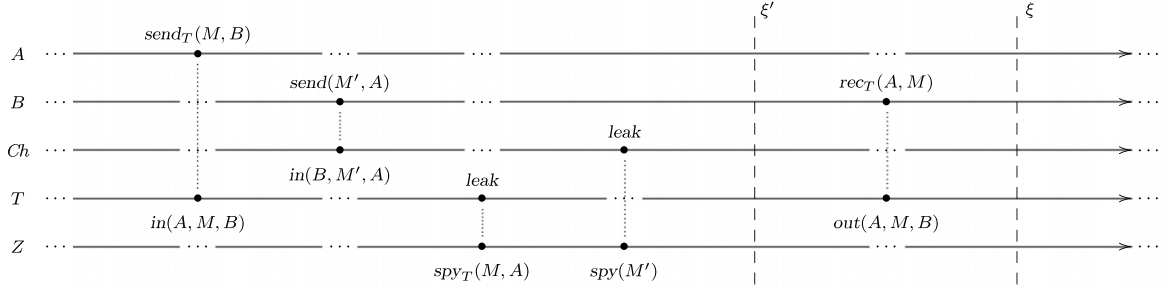 ξ′ ξ
send_T(M, B)
A ··· ··· ··· ··· ···
send(M′, A) rec_T(A, M)
B ··· ··· ··· ···
leak
Ch ··· ··· ··· ··· ···
in(B, M′, A) leak
T ··· ··· ··· ···
in(A, M, B) out(A, M, B)
Z ··· ··· ··· ··· ···
spy_T(M, A) spy(M′)